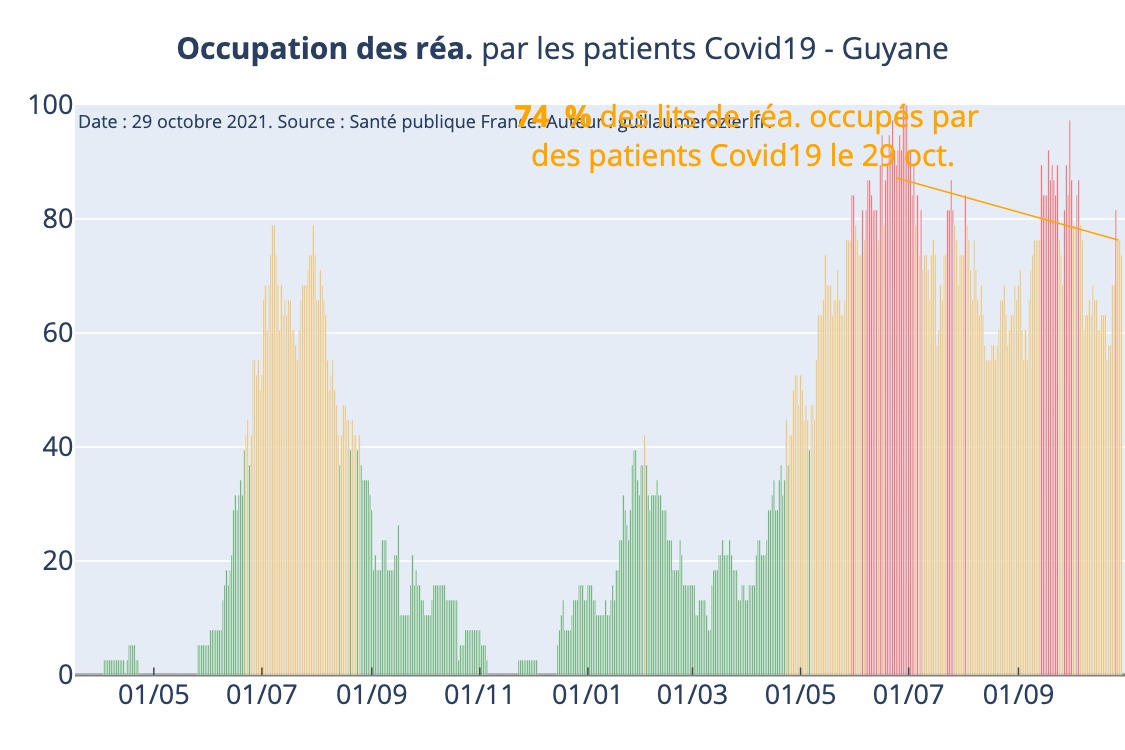 Occupation des réa. par les patients Covid19 - Guyane
Date : 29 octobre 2021. Source : Santé publique France. Auteur : guillaumerozier.fr.
74 % des lits de réa. occupés par
des patients Covid19 le 29 oct.
100
80
60
40
20
0
01/05 01/07 01/09 01/11 01/01 01/03 01/05 01/07 01/09